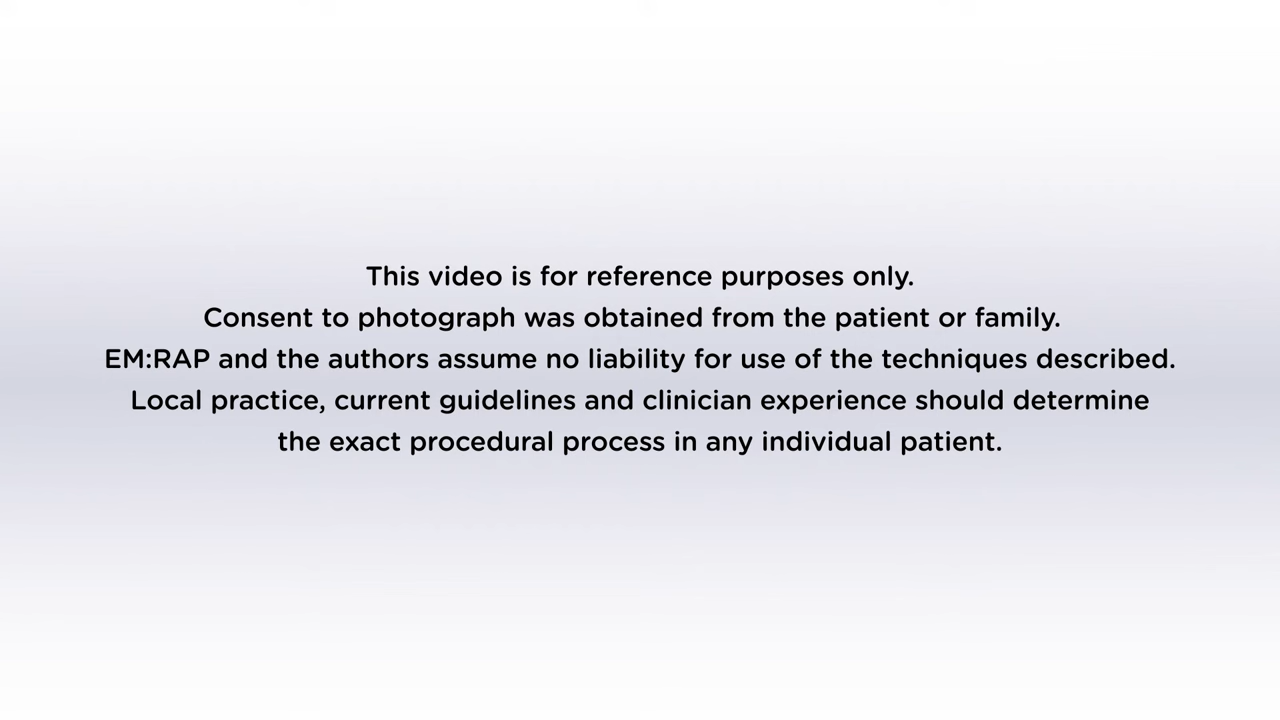 This video is for reference purposes only.
Consent to photograph was obtained from the patient or family.
EM:RAP and the authors assume no liability for use of the techniques described.
Local practice, current guidelines and clinician experience should determine
the exact procedural process in any individual patient.